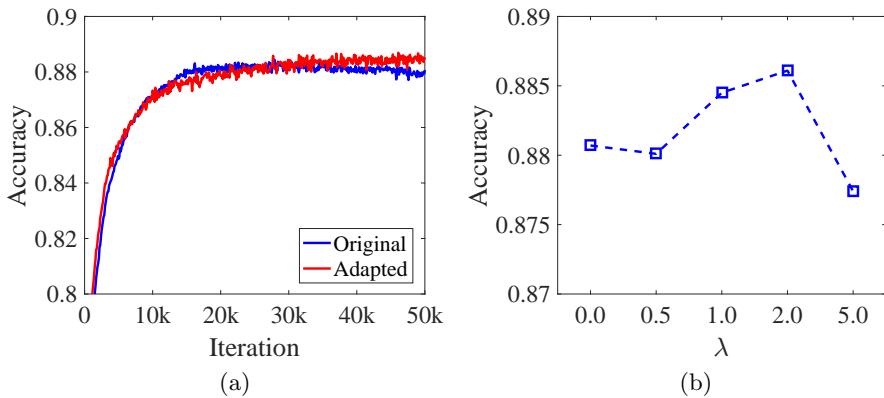 Accuracy
0.9
0.88
0.86
0.84
0.82
0.8
0
10k
20k
30k
40k
50k
Iteration
Original
Adapted
(a)
Accuracy
0.89
0.885
0.88
0.875
0.87
0.0
0.5
1.0
2.0
5.0
λ
(b)